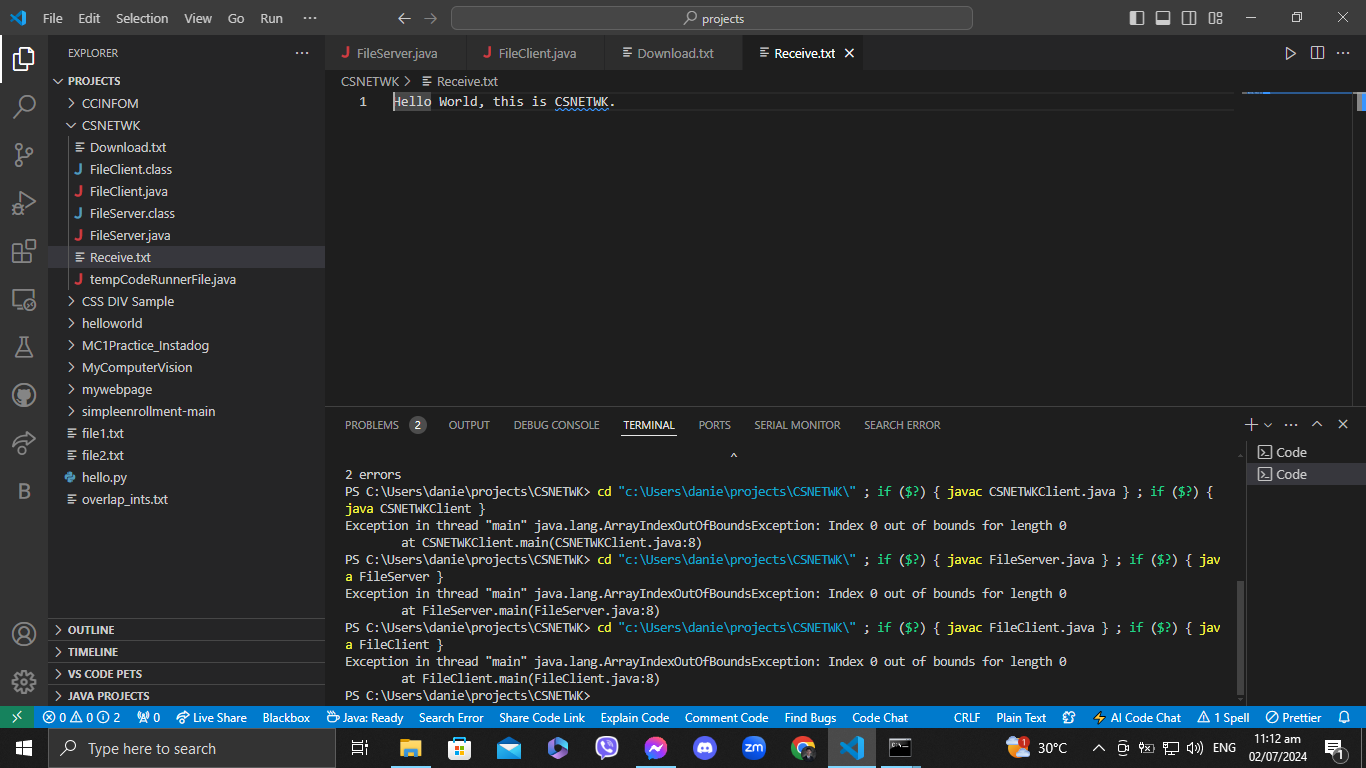 File Edit Selection View Go Run ··· projects
EXPLORER ···
PROJECTS
CCINFOM
CSNETWK
Download.txt
J FileClient.class
J FileClient.java
J FileServer.class
J FileServer.java
Receive.txt
J tempCodeRunnerFile.java
CSS DIV Sample
helloworld
MC1Practice_Instadog
MyComputerVision
mywebpage
simpleenrollment-main
file1.txt
file2.txt
hello.py
overlap_ints.txt
OUTLINE
TIMELINE
VS CODE PETS
JAVA PROJECTS
B
J FileServer.java J FileClient.java Download.txt Receive.txt ···
CSNETWK > Receive.txt
1 Hello World, this is CSNETWK.
PROBLEMS 2 OUTPUT DEBUG CONSOLE TERMINAL PORTS SERIAL MONITOR SEARCH ERROR ···
^
2 errors
PS C:\Users\danie\projects\CSNETWK> cd "c:\Users\danie\projects\CSNETWK\" ; if ($?) { javac CSNETWKClient.java } ; if ($?) {
java CSNETWKClient }
Exception in thread "main" java.lang.ArrayIndexOutOfBoundsException: Index 0 out of bounds for length 0
at CSNETWKClient.main(CSNETWKClient.java:8)
PS C:\Users\danie\projects\CSNETWK> cd "c:\Users\danie\projects\CSNETWK\" ; if ($?) { javac FileServer.java } ; if ($?) { jav
a FileServer }
Exception in thread "main" java.lang.ArrayIndexOutOfBoundsException: Index 0 out of bounds for length 0
at FileServer.main(FileServer.java:8)
PS C:\Users\danie\projects\CSNETWK> cd "c:\Users\danie\projects\CSNETWK\" ; if ($?) { javac FileClient.java } ; if ($?) { jav
a FileClient }
Exception in thread "main" java.lang.ArrayIndexOutOfBoundsException: Index 0 out of bounds for length 0
at FileClient.main(FileClient.java:8)
PS C:\Users\danie\projects\CSNETWK>
Code
Code
0 0 2 0 Live Share Blackbox Java: Ready Search Error Share Code Link Explain Code Comment Code Find Bugs Code Chat CRLF Plain Text AI Code Chat 1 Spell Prettier
Type here to search
zm
30°C ENG
11:12 am
02/07/2024
1